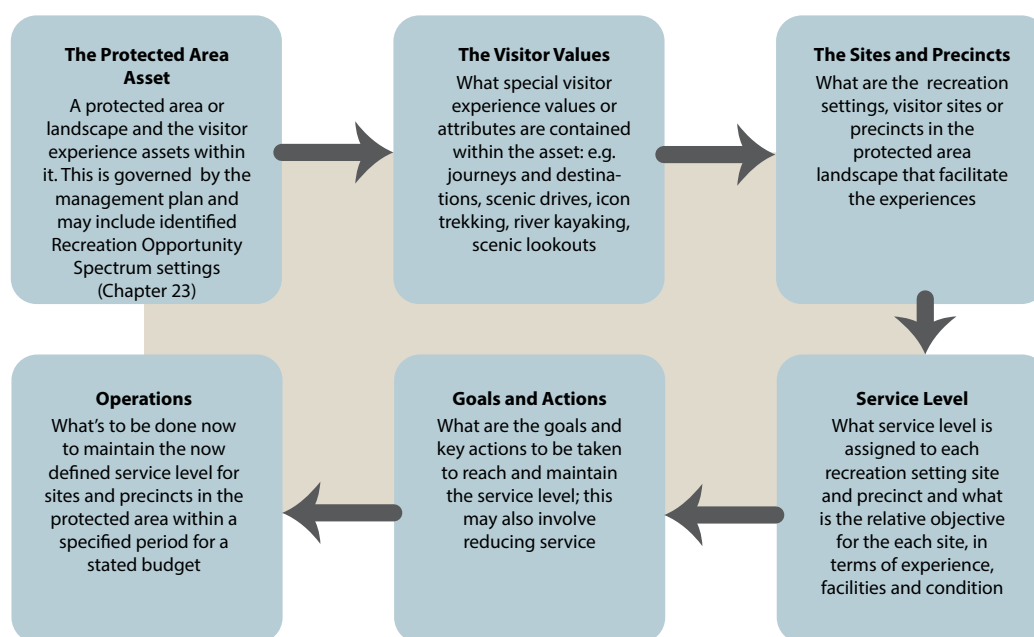 The Protected Area
Asset
A protected area or
landscape and the visitor
experience assets within
it. This is governed by the
management plan and
may include identified
Recreation Opportunity
Spectrum settings
(Chapter 23)
The Visitor Values
What special visitor
experience values or
attributes are contained
within the asset: e.g.
journeys and destina-
tions, scenic drives, icon
trekking, river kayaking,
scenic lookouts
The Sites and Precincts
What are the recreation
settings, visitor sites or
precincts in the
protected area
landscape that facilitate
the experiences
Service Level
What service level is
assigned to each
recreation setting site
and precinct and what
is the relative objective
for the each site, in
terms of experience,
facilities and condition
Goals and Actions
What are the goals and
key actions to be taken
to reach and maintain
the service level; this
may also involve
reducing service
Operations
What's to be done now
to maintain the now
defined service level for
sites and precincts in the
protected area within a
specified period for a
stated budget